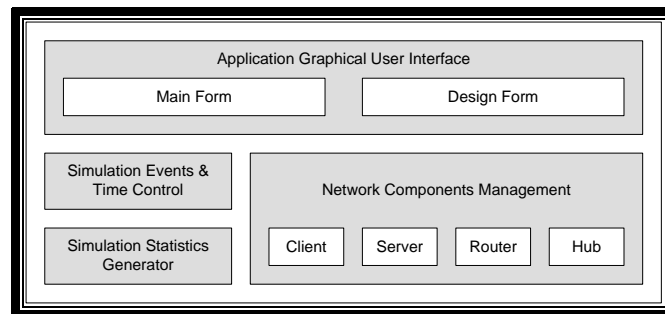 Application Graphical User Interface
Main Form
Design Form
Simulation Events &
Time Control
Network Components Management
Simulation Statistics
Generator
Client
Server
Router
Hub